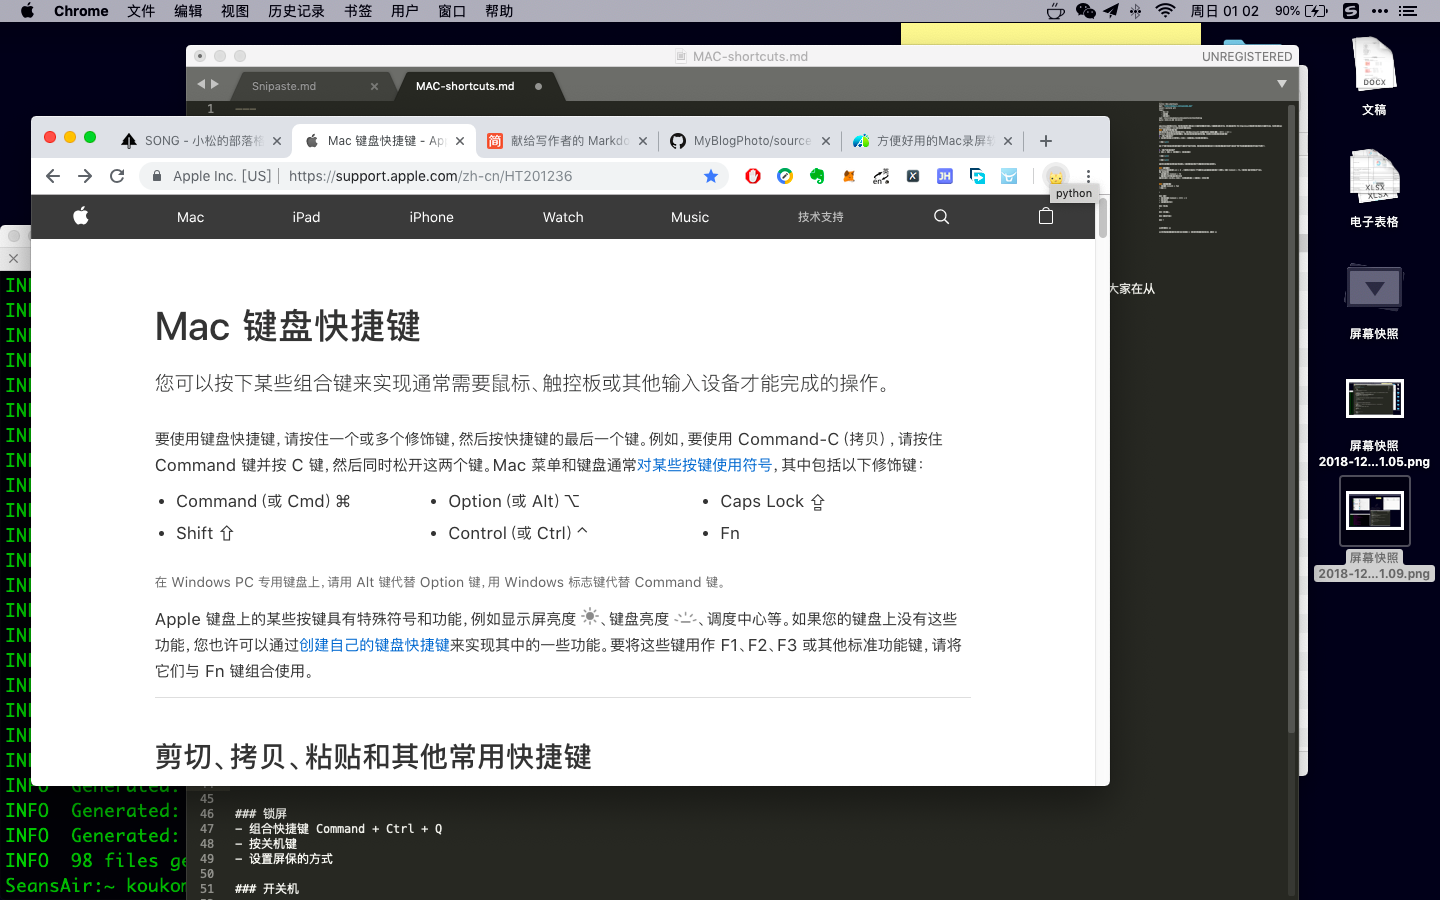 Chrome 文件 编辑 视图 历史记录 书签 用户 窗口 帮助 周日 01 02 90%
MAC-shortcuts.md UNREGISTERED
Snipaste.md MAC-shortcuts.md
1
SONG - 小松的部落格 Mac 键盘快捷键 - App 献给写作者的 Markdo MyBlogPhoto/source 方便好用的Mac录屏软
Apple Inc. [US] https://support.apple.com/zh-cn/HT201236
python
Mac iPad iPhone Watch Music 技术支持
Mac 键盘快捷键
您可以按下某些组合键来实现通常需要鼠标、触控板或其他输入设备才能完成的操作。
要使用键盘快捷键，请按住一个或多个修饰键，然后按快捷键的最后一个键。例如，要使用 Command-C（拷贝），请按住
Command 键并按 C 键，然后同时松开这两个键。Mac 菜单和键盘通常对某些按键使用符号，其中包括以下修饰键：
• Command（或 Cmd）⌘ • Option（或 Alt）⌥ • Caps Lock ⇪
• Shift ⇧ • Control（或 Ctrl）⌃ • Fn
在 Windows PC 专用键盘上，请用 Alt 键代替 Option 键，用 Windows 标志键代替 Command 键。
Apple 键盘上的某些按键具有特殊符号和功能，例如显示屏亮度 、键盘亮度 、调度中心等。如果您的键盘上没有这些
功能，您也许可以通过创建自己的键盘快捷键来实现其中的一些功能。要将这些键用作 F1、F2、F3 或其他标准功能键，请将
它们与 Fn 键组合使用。
剪切、拷贝、粘贴和其他常用快捷键
大家在从
INFO Generated:
INFO Generated:
INFO Generated:
INFO 98 files ge
SeansAir:~ koukon
45
46 ### 锁屏
47 - 组合快捷键 Command + Ctrl + Q
48 - 按关机键
49 - 设置屏保的方式
50
51 ### 开关机
DOCX
文稿
XLSX
XLSX
电子表格
屏幕快照
屏幕快照
2018-12...1.05.png
屏幕快照
2018-12...1.09.png